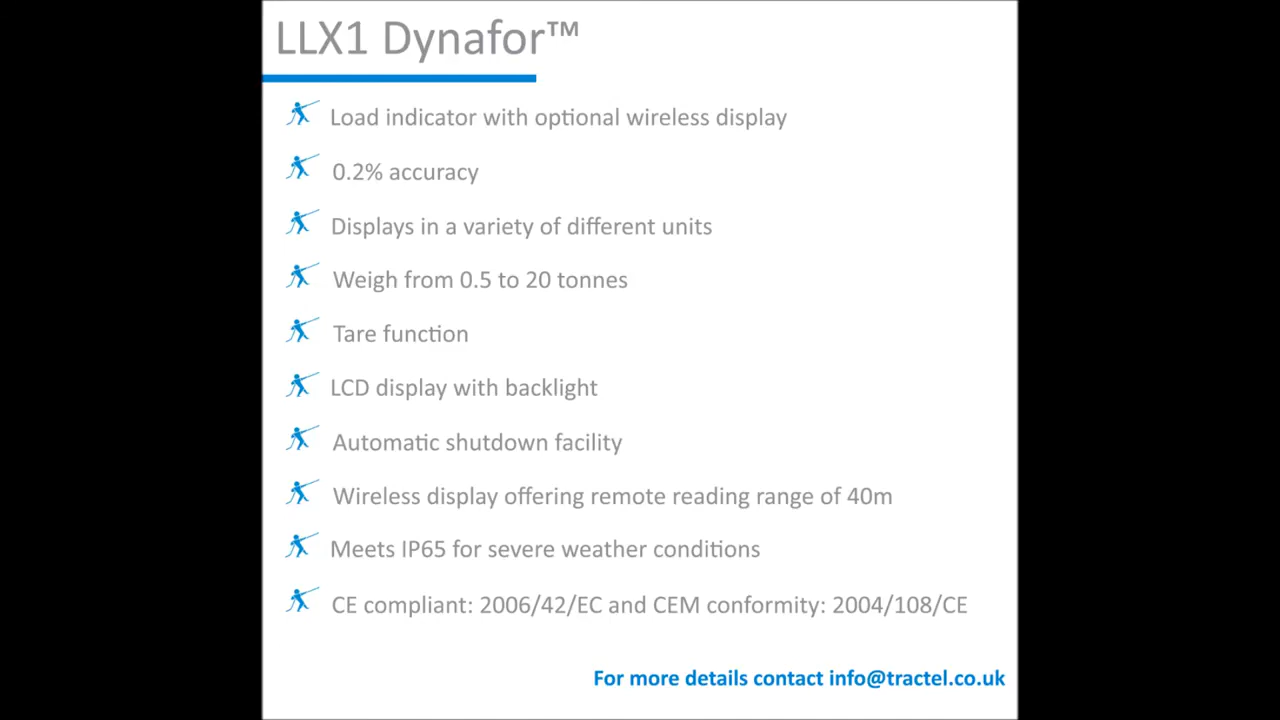 LLX1 Dynafor™
Load indicator with optional wireless display
0.2% accuracy
Displays in a variety of different units
Weigh from 0.5 to 20 tonnes
Tare function
LCD display with backlight
Automatic shutdown facility
Wireless display offering remote reading range of 40m
Meets IP65 for severe weather conditions
CE compliant: 2006/42/EC and CEM conformity: 2004/108/CE
For more details contact info@tractel.co.uk